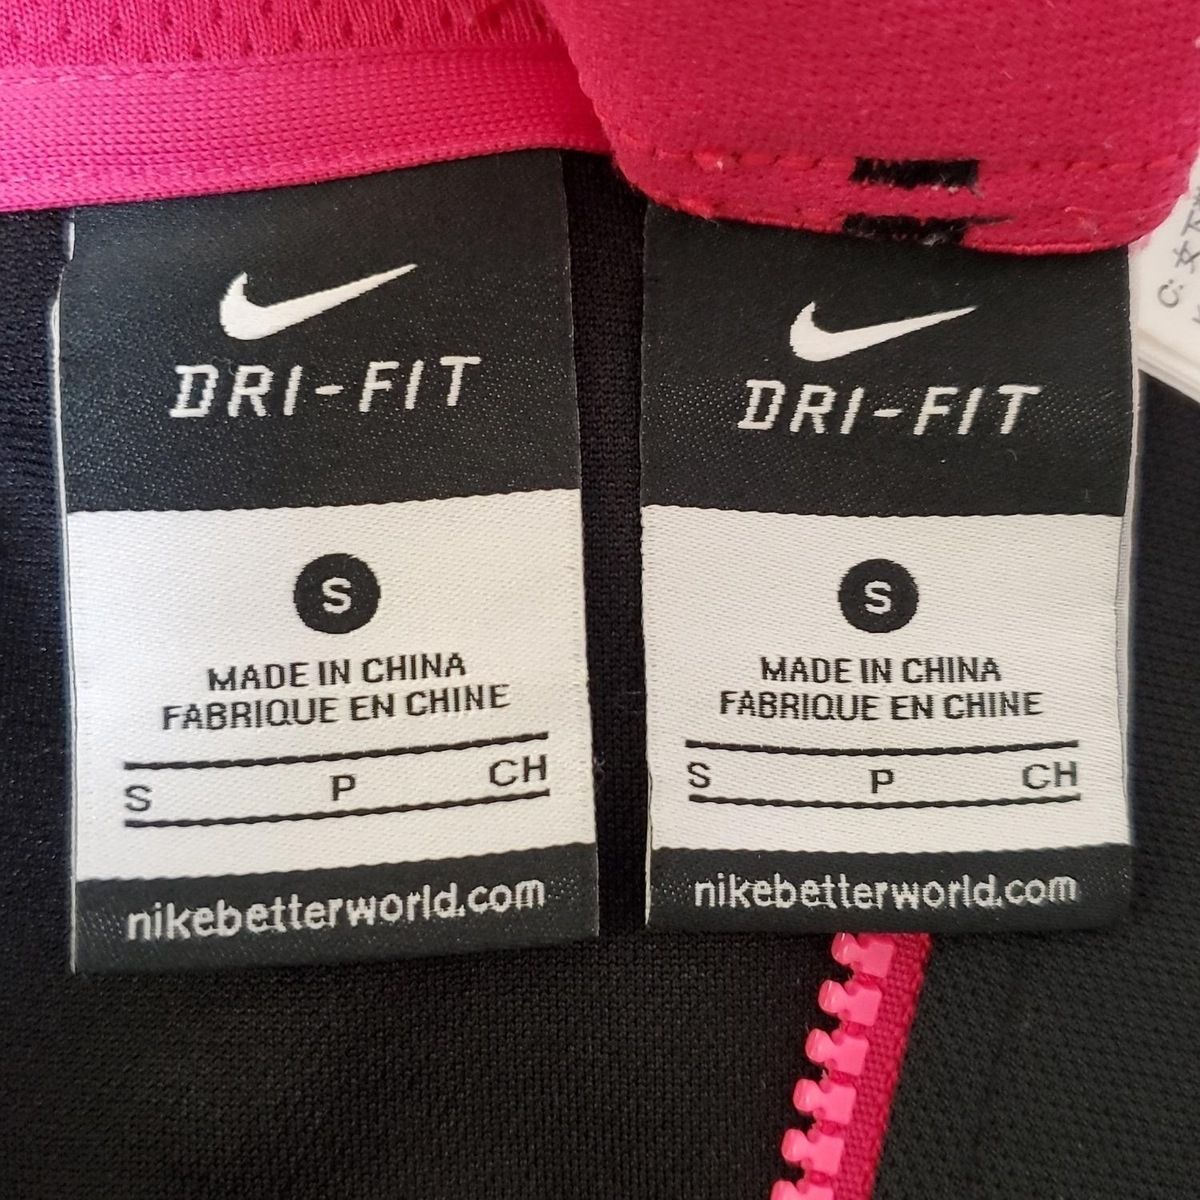 DRI-FIT
S
MADE IN CHINA
FABRIQUE EN CHINE
S P CH
nikebetterworld.com
DRI-FIT
S
MADE IN CHINA
FABRIQUE EN CHINE
S P CH
nikebetterworld.com